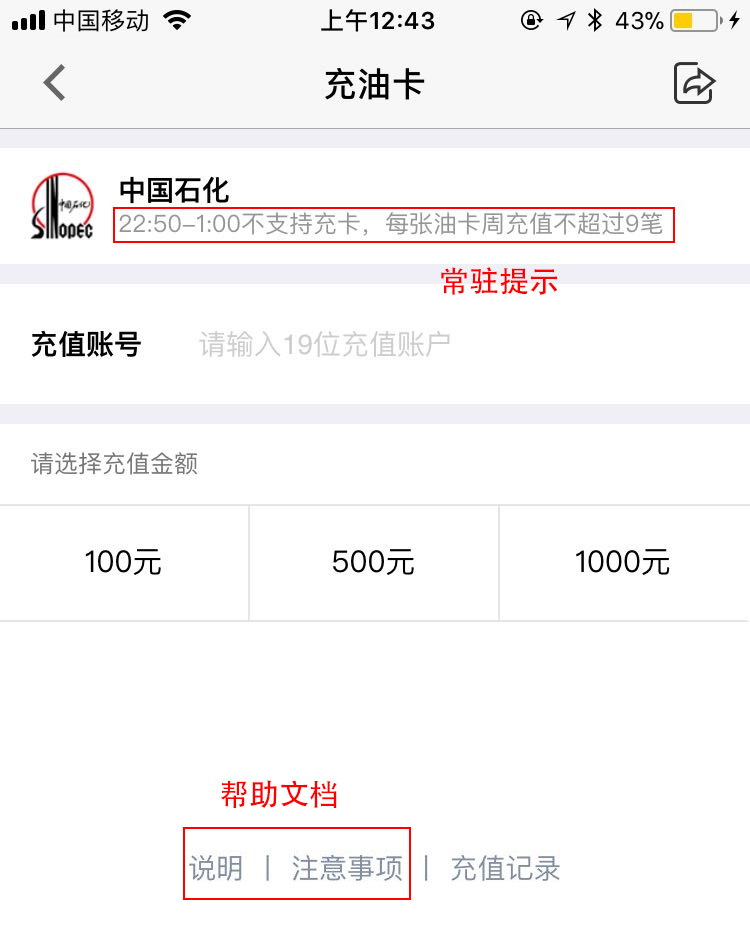 中国移动 上午12:43 43%
充油卡
中国石化
SINOPEC
22:50-1:00不支持充卡，每张油卡周充值不超过9笔
常驻提示
充值账号 请输入19位充值账户
请选择充值金额
100元 500元 1000元
帮助文档
说明 | 注意事项 | 充值记录